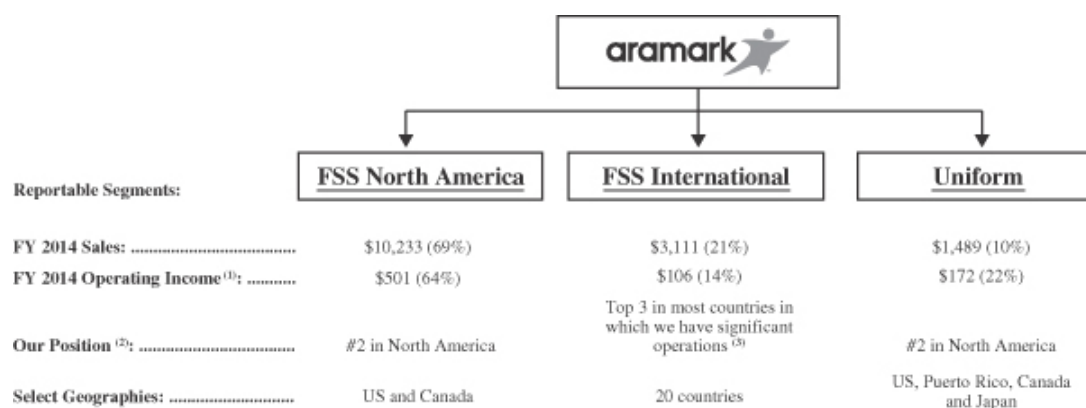 aramark
FSS North America FSS International Uniform
Reportable Segments:
FY 2014 Sales: ........................................ $10,233 (69%) $3,111 (21%) $1,489 (10%)
FY 2014 Operating Income (1): ............ $501 (64%) $106 (14%) $172 (22%)
Top 3 in most countries in
which we have significant
Our Position (2): ...................................... #2 in North America operations (3) #2 in North America
US, Puerto Rico, Canada
Select Geographies: .............................. US and Canada 20 countries and Japan